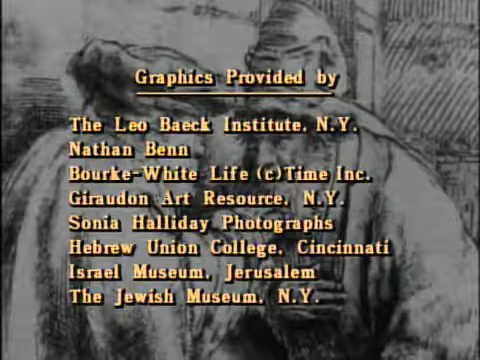 Graphics Provided by
The Leo Baeck Institute, N.Y.
Nathan Benn
Bourke-White Life (c) Time Inc.
Giraudon Art Resource, N.Y.
Sonia Halliday Photographs
Hebrew Union College, Cincinnati
Israel Museum, Jerusalem
The Jewish Museum, N.Y.